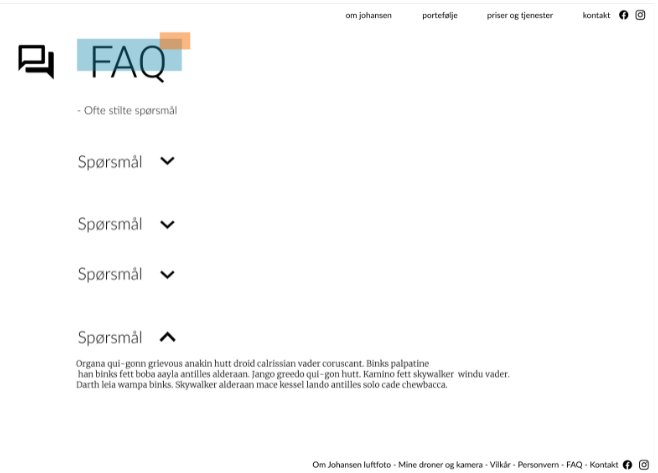 om johansen portefølje priser og tjenester kontakt
FAQ
- Ofte stilte spørsmål
Spørsmål
Spørsmål
Spørsmål
Spørsmål
Organa qui-gonn grievous anakin hutt droid calrissian vader coruscant. Binks palpatine
han binks fett boba aayla antilles alderaan. Jango greedo qui-gon hutt. Kamino fett skywalker windu vader.
Darth leia wampa binks. Skywalker alderaan mace kessel lando antilles solo cade chewbacca.
Om Johansen luftfoto - Mine droner og kamera - Vilkår - Personvern - FAQ - Kontakt